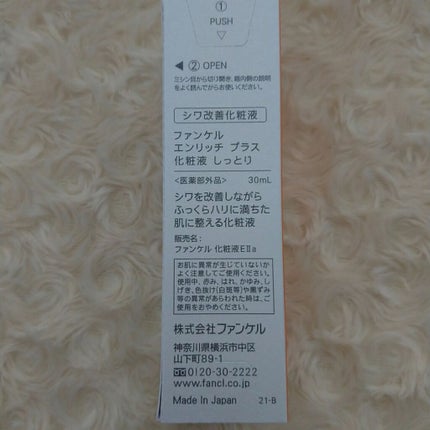 ①
PUSH
▽
◀ ② OPEN
ミシン目から切り開き、箱内側の説明
をよく読んでからお使いください。
シワ改善化粧液
ファンケル
エンリッチ プラス
化粧液 しっとり
<医薬部外品> 30mL
シワを改善しながら
ふっくらハリに満ちた
肌に整える化粧液
販売名：
ファンケル 化粧液EⅡa
お肌に異常が生じていないか
よく注意してご使用ください。
使用中、赤み、はれ、かゆみ、し
げき、色抜け(白斑等)や黒ずみ
等の異常があらわれた時は、ご
使用をおやめください。
株式会社ファンケル
神奈川県横浜市中区
山下町89-1
0120-30-2222
www.fancl.co.jp
Made In Japan 21-B